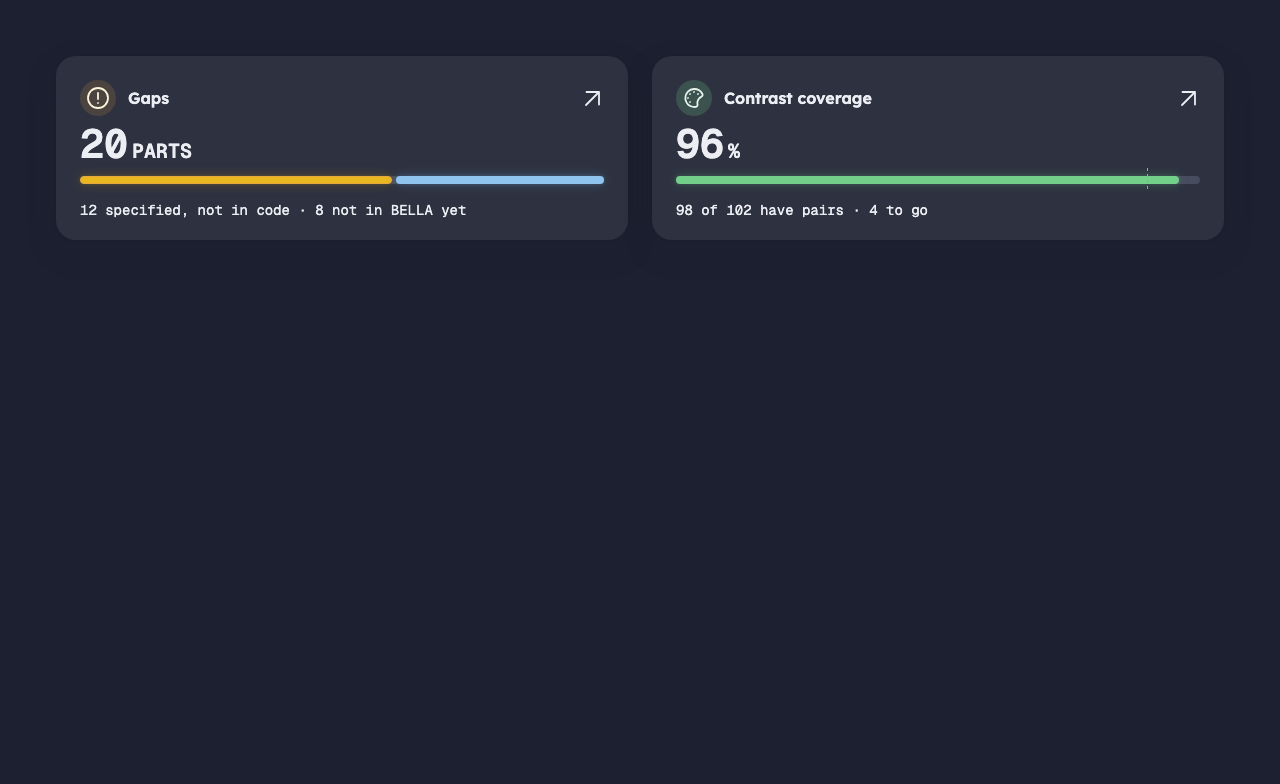 Gaps
20 PARTS
12 specified, not in code · 8 not in BELLA yet
Contrast coverage
96 %
98 of 102 have pairs · 4 to go